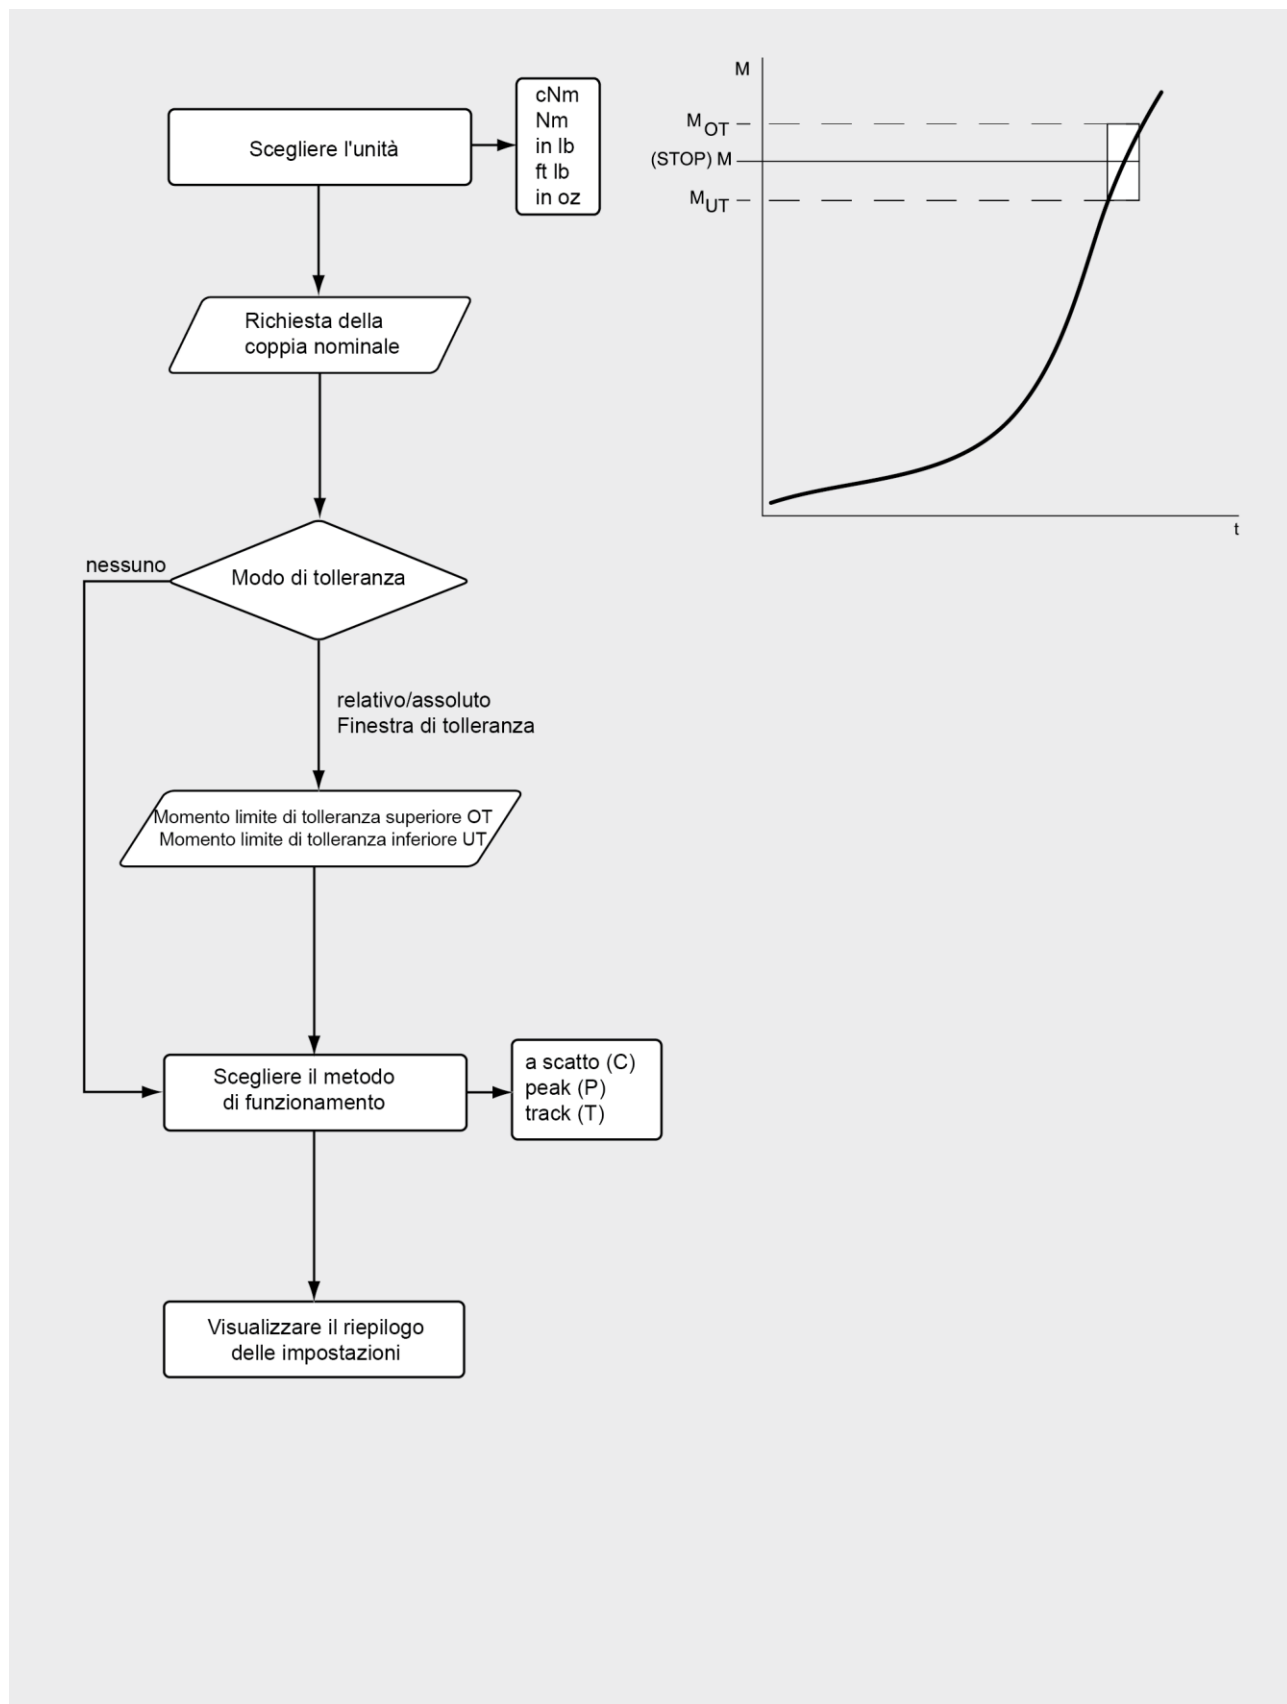 Scegliere l'unità
cNm
Nm
in lb
ft lb
in oz
Richiesta della
coppia nominale
nessuno
Modo di tolleranza
relativo/assoluto
Finestra di tolleranza
Momento limite di tolleranza superiore OT
Momento limite di tolleranza inferiore UT
Scegliere il metodo
di funzionamento
a scatto (C)
peak (P)
track (T)
Visualizzare il riepilogo
delle impostazioni
M
M OT
(STOP) M
M UT
t